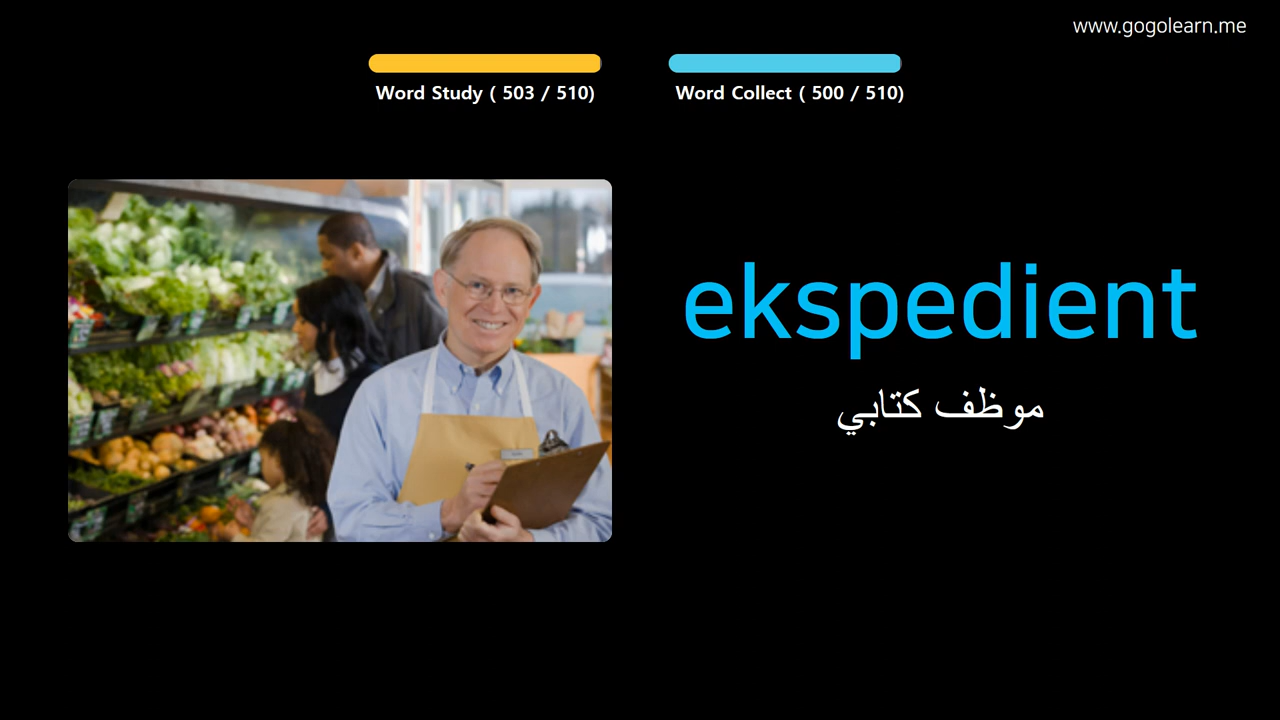 www.gogolearn.me
Word Study ( 503 / 510)
Word Collect ( 500 / 510)
ekspedient
موظف كتابي